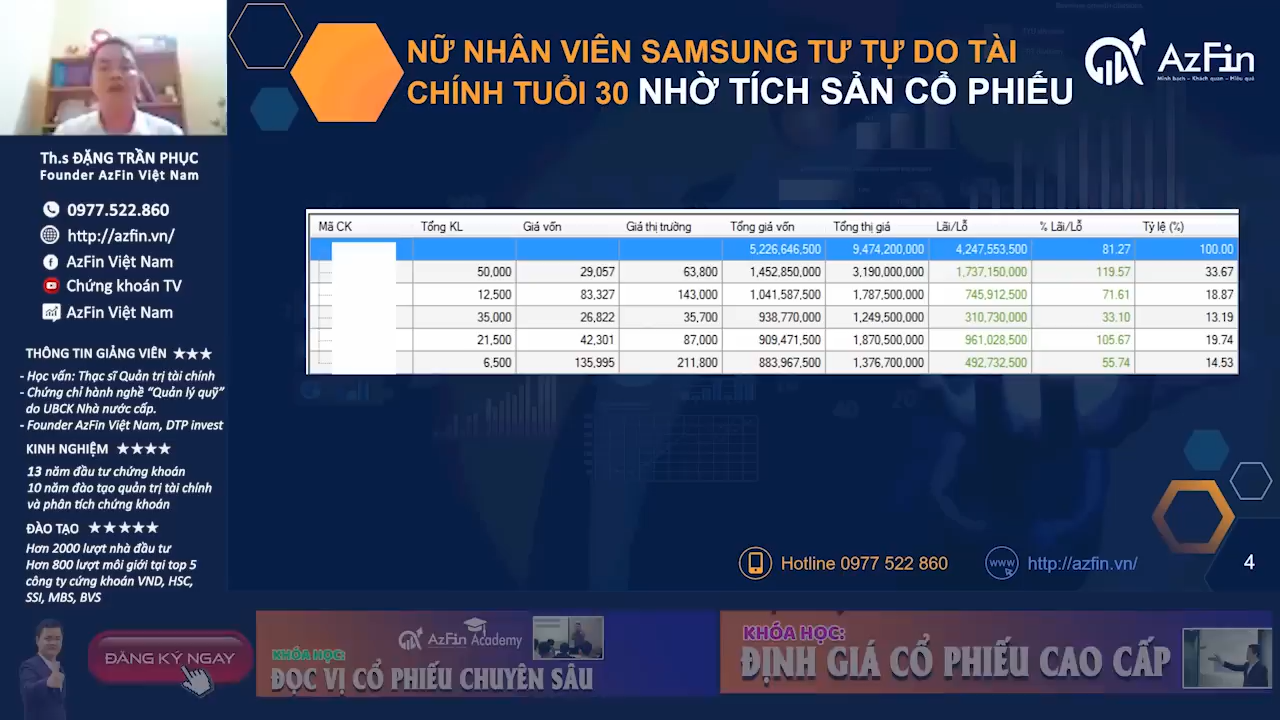 NỮ NHÂN VIÊN SAMSUNG TƯ TỰ DO TÀI
CHÍNH TUỔI 30 NHỜ TÍCH SẢN CỔ PHIẾU
AzFin
Minh bạch – Khách quan – Hiệu quả
Th.s ĐẶNG TRẦN PHỤC
Founder AzFin Việt Nam
0977.522.860
http://azfin.vn/
AzFin Việt Nam
Chứng khoán TV
AzFin Việt Nam
THÔNG TIN GIẢNG VIÊN ★★★
- Học vấn: Thạc sĩ Quản trị tài chính
- Chứng chỉ hành nghề “Quản lý quỹ”
do UBCK Nhà nước cấp.
- Founder AzFin Việt Nam, DTP invest
KINH NGHIỆM ★★★★
13 năm đầu tư chứng khoán
10 năm đào tạo quản trị tài chính
và phân tích chứng khoán
ĐÀO TẠO ★★★★★
Hơn 2000 lượt nhà đầu tư
Hơn 800 lượt môi giới tại top 5
công ty cứng khoán VND, HSC,
SSI, MBS, BVS
Mã CK Tổng KL Giá vốn Giá thị trường Tổng giá vốn Tổng thị giá Lãi/Lỗ % Lãi/Lỗ Tỷ lệ (%)
5,226,646,500 9,474,200,000 4,247,553,500 81.27 100.00
50,000 29,057 63,800 1,452,850,000 3,190,000,000 1,737,150,000 119.57 33.67
12,500 83,327 143,000 1,041,587,500 1,787,500,000 745,912,500 71.61 18.87
35,000 26,822 35,700 938,770,000 1,249,500,000 310,730,000 33.10 13.19
21,500 42,301 87,000 909,471,500 1,870,500,000 961,028,500 105.67 19.74
6,500 135,995 211,800 883,967,500 1,376,700,000 492,732,500 55.74 14.53
Hotline 0977 522 860
www
http://azfin.vn/
4
ĐĂNG KÝ NGAY
AzFin Academy
KHÓA HỌC:
ĐỌC VỊ CỔ PHIẾU CHUYÊN SÂU
KHÓA HỌC:
ĐỊNH GIÁ CỔ PHIẾU CAO CẤP